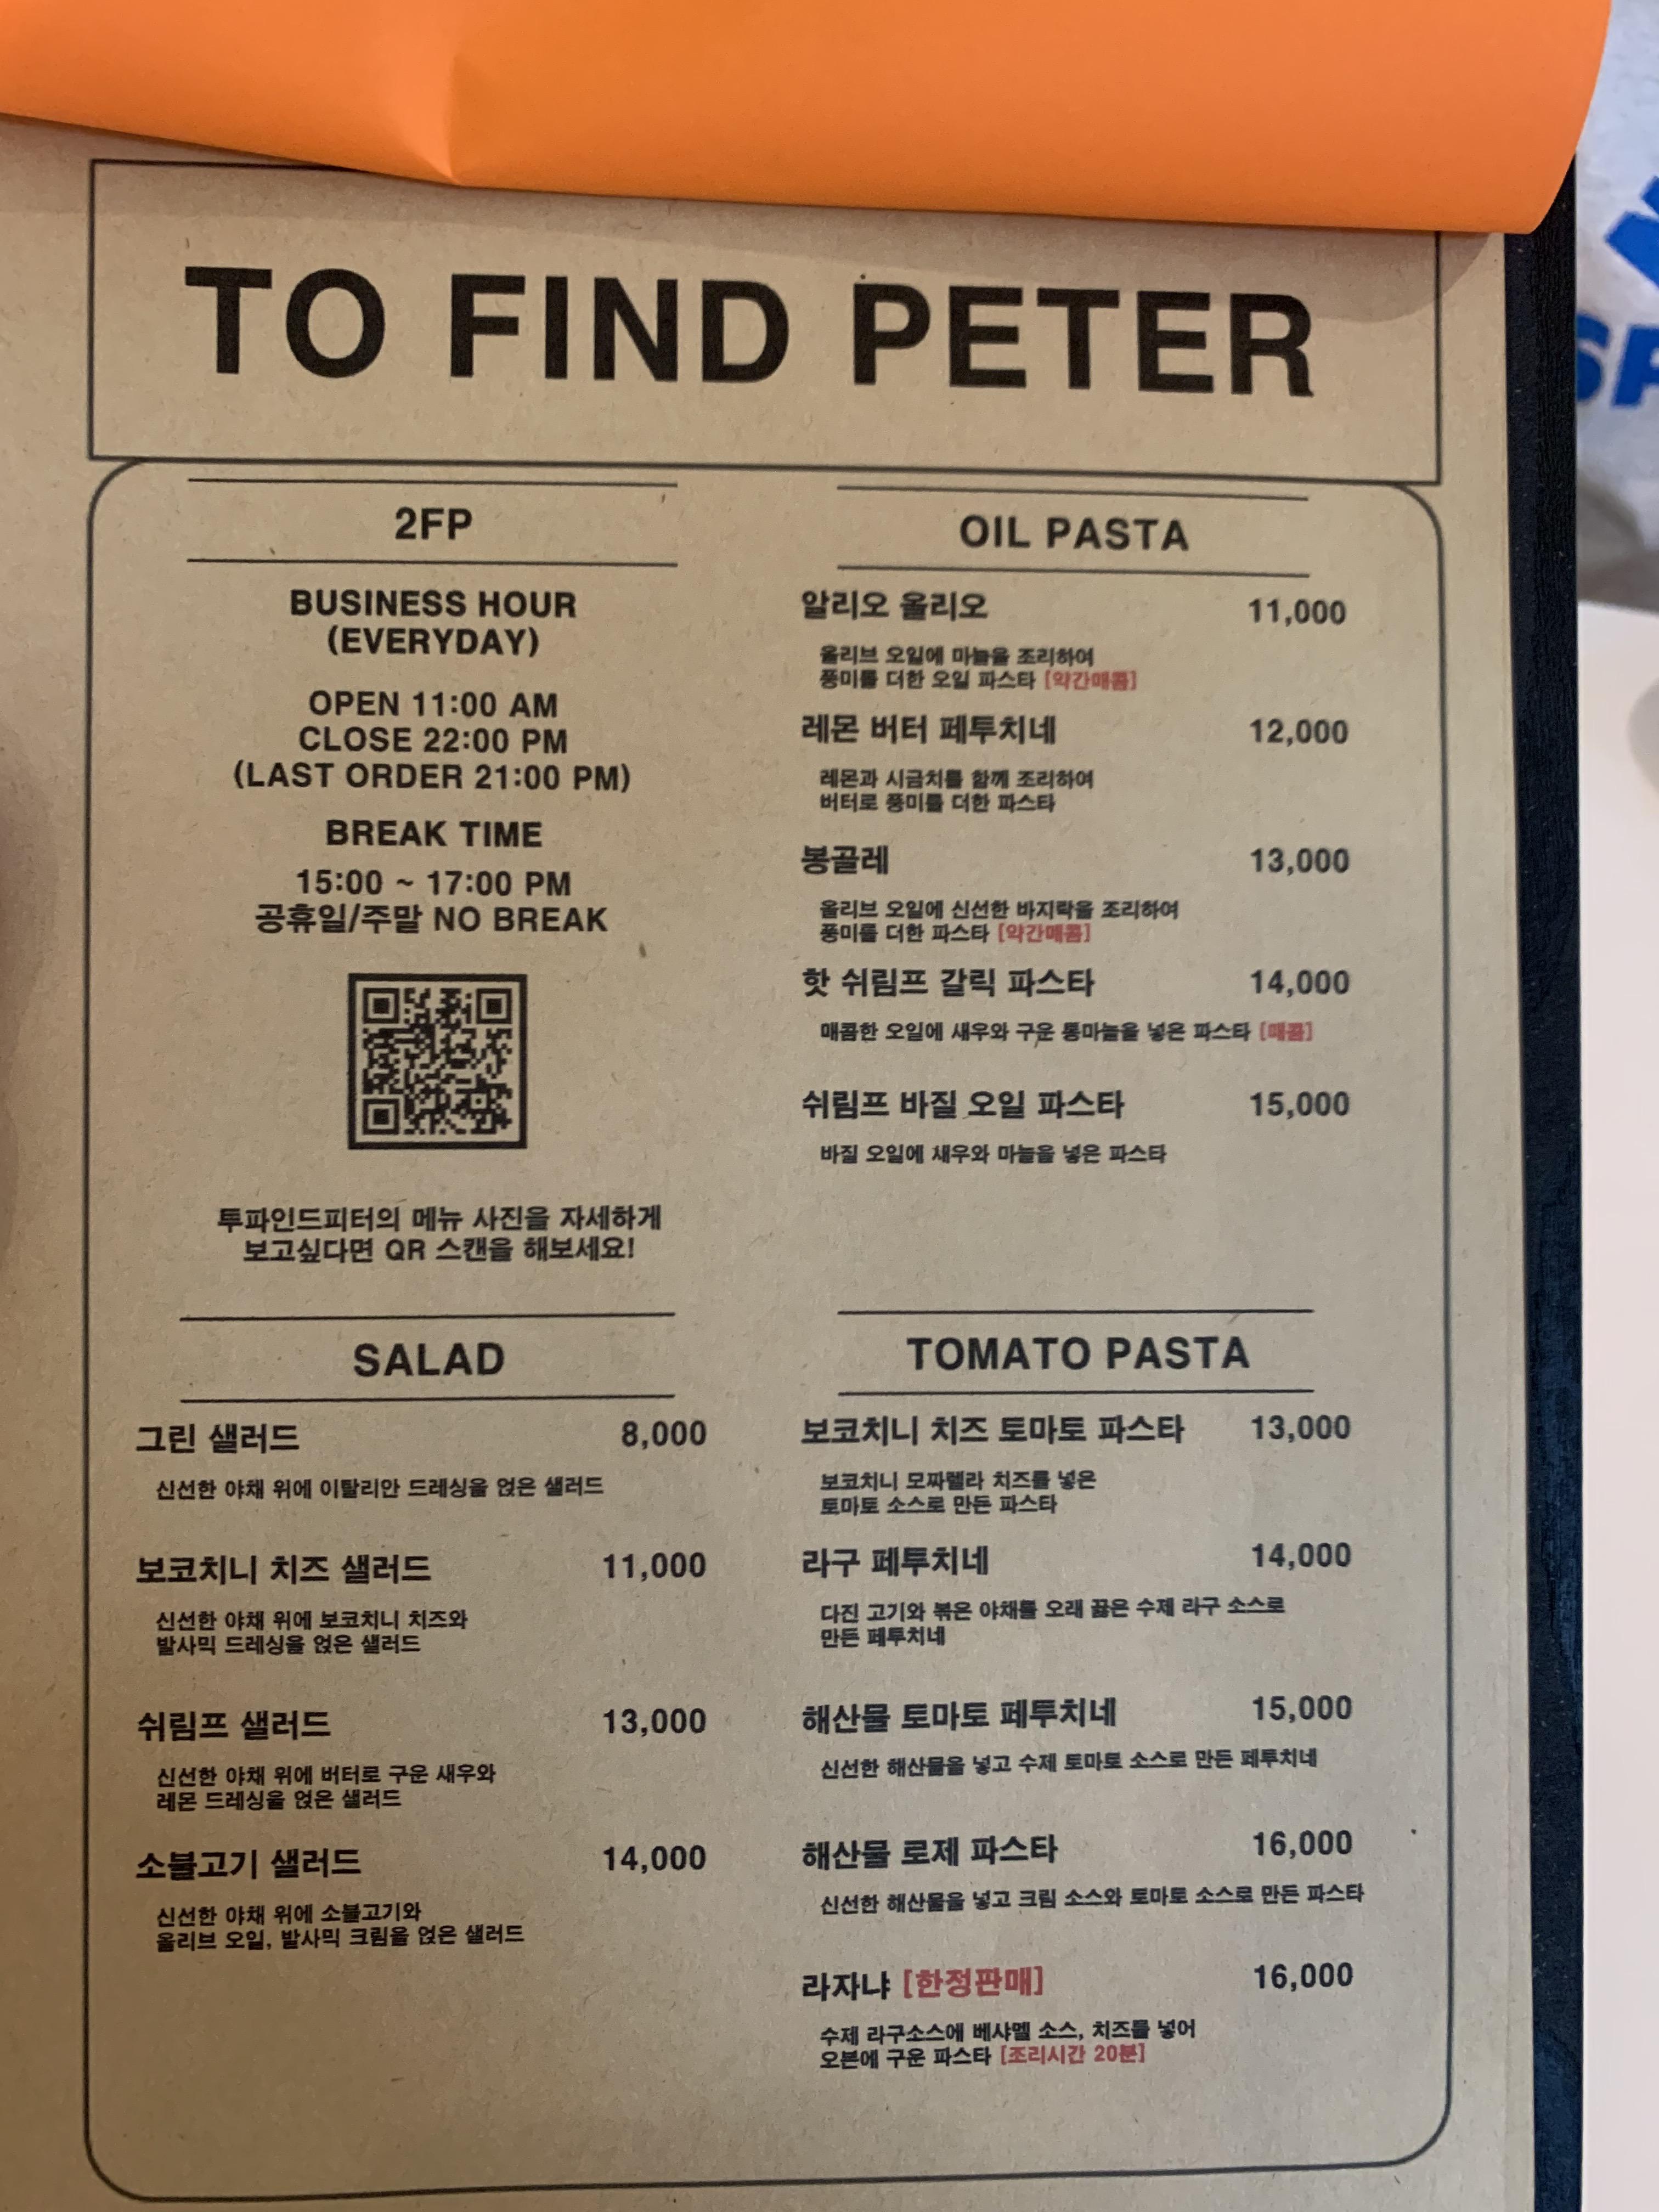 TO FIND PETER
2FP
BUSINESS HOUR
(EVERYDAY)
OPEN 11:00 AM
CLOSE 22:00 PM
(LAST ORDER 21:00 PM)
BREAK TIME
15:00 ~ 17:00 PM
공휴일/주말 NO BREAK
투파인드피터의 메뉴 사진을 자세하게
보고싶다면 QR 스캔을 해보세요!
SALAD
그린 샐러드 8,000
신선한 야채 위에 이탈리안 드레싱을 얹은 샐러드
보코치니 치즈 샐러드 11,000
신선한 야채 위에 보코치니 치즈와
발사믹 드레싱을 얹은 샐러드
쉬림프 샐러드 13,000
신선한 야채 위에 버터로 구운 새우와
레몬 드레싱을 얹은 샐러드
소불고기 샐러드 14,000
신선한 야채 위에 소불고기와
올리브 오일, 발사믹 크림을 얹은 샐러드
OIL PASTA
알리오 올리오 11,000
올리브 오일에 마늘을 조리하여
풍미를 더한 오일 파스타 [약간매콤]
레몬 버터 페투치네 12,000
레몬과 시금치를 함께 조리하여
버터로 풍미를 더한 파스타
봉골레 13,000
올리브 오일에 신선한 바지락을 조리하여
풍미를 더한 파스타 [약간매콤]
핫 쉬림프 갈릭 파스타 14,000
매콤한 오일에 새우와 구운 통마늘을 넣은 파스타 [매콤]
쉬림프 바질 오일 파스타 15,000
바질 오일에 새우와 마늘을 넣은 파스타
TOMATO PASTA
보코치니 치즈 토마토 파스타 13,000
보코치니 모짜렐라 치즈를 넣은
토마토 소스로 만든 파스타
라구 페투치네 14,000
다진 고기와 볶은 야채를 오래 끓은 수제 라구 소스로
만든 페투치네
해산물 토마토 페투치네 15,000
신선한 해산물을 넣고 수제 토마토 소스로 만든 페투치네
해산물 로제 파스타 16,000
신선한 해산물을 넣고 크림 소스와 토마토 소스로 만든 파스타
라자냐 [한정판매] 16,000
수제 라구소스에 베샤멜 소스, 치즈를 넣어
오븐에 구운 파스타 [조리시간 20분]